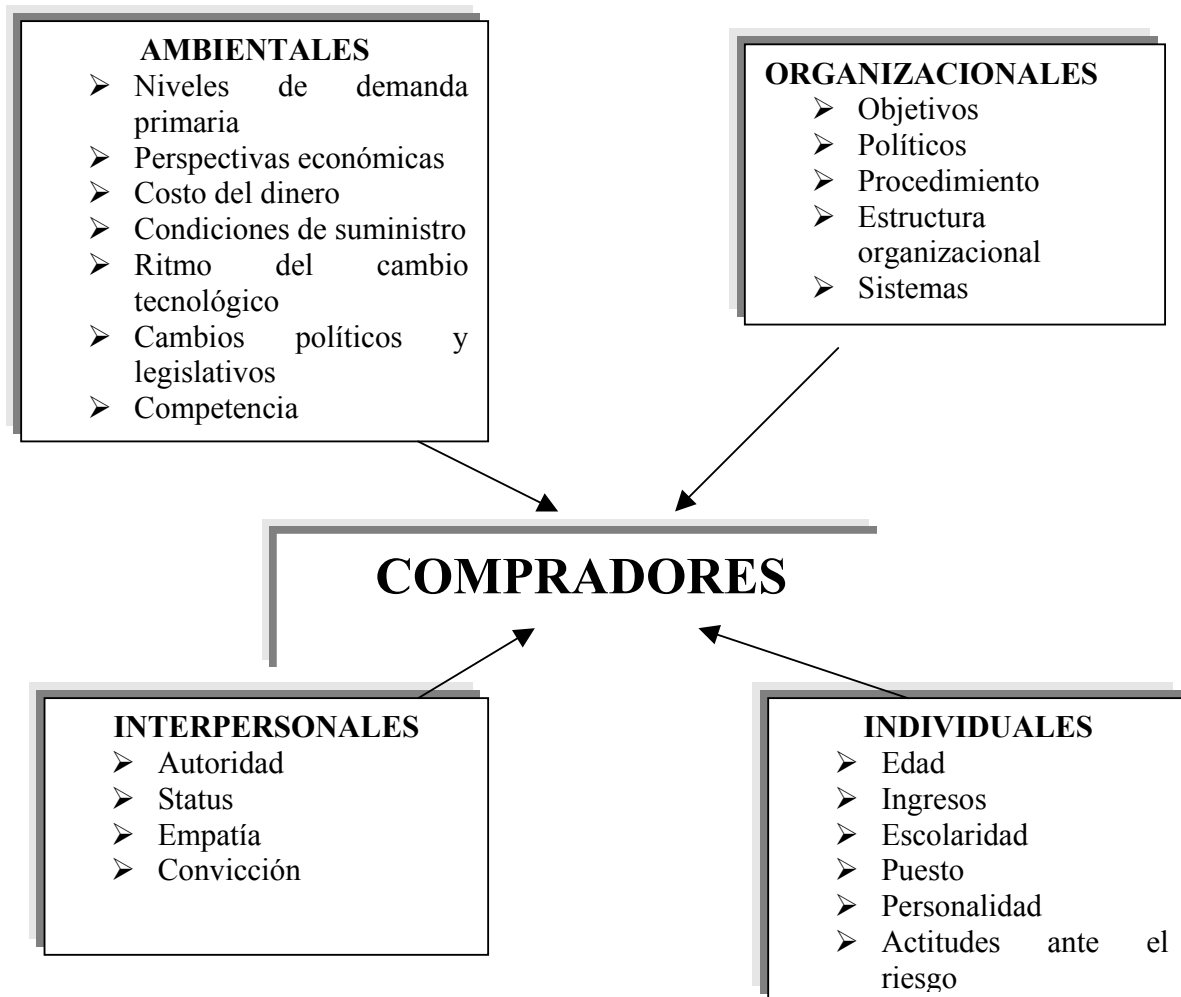 AMBIENTALES
➢ Niveles de demanda
primaria
➢ Perspectivas económicas
➢ Costo del dinero
➢ Condiciones de suministro
➢ Ritmo del cambio
tecnológico
➢ Cambios políticos y
legislativos
➢ Competencia
ORGANIZACIONALES
➢ Objetivos
➢ Políticos
➢ Procedimiento
➢ Estructura
organizacional
➢ Sistemas
COMPRADORES
INTERPERSONALES
➢ Autoridad
➢ Status
➢ Empatía
➢ Convicción
INDIVIDUALES
➢ Edad
➢ Ingresos
➢ Escolaridad
➢ Puesto
➢ Personalidad
➢ Actitudes ante el
riesgo